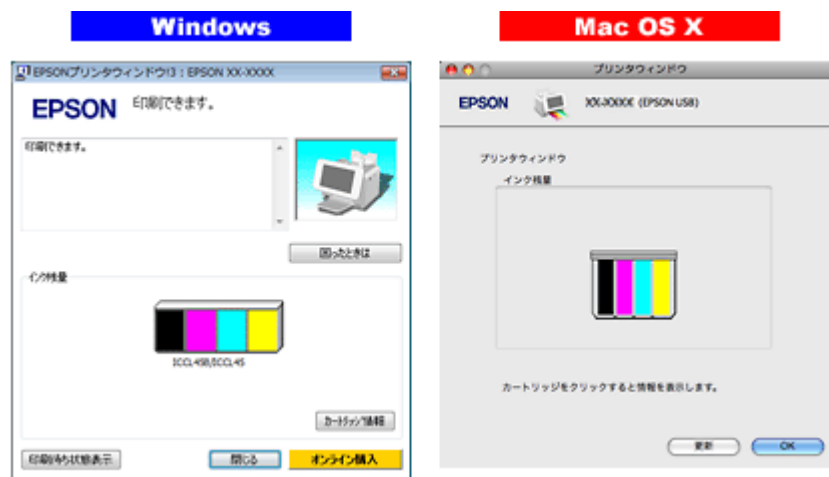 Windows
EPSONプリンタウィンドウ!3 : EPSON XX-XXXX
EPSON
印刷できます。
印刷できます。
困ったときは
インク残量
ICCL45B/ICCL45
カートリッジ情報
印刷待ち状態表示
閉じる
オンライン購入
Mac OS X
プリンタウィンドウ
EPSON
XX-XXXX (EPSON USB)
プリンタウィンドウ
インク残量
カートリッジをクリックすると情報を表示します。
更新
OK